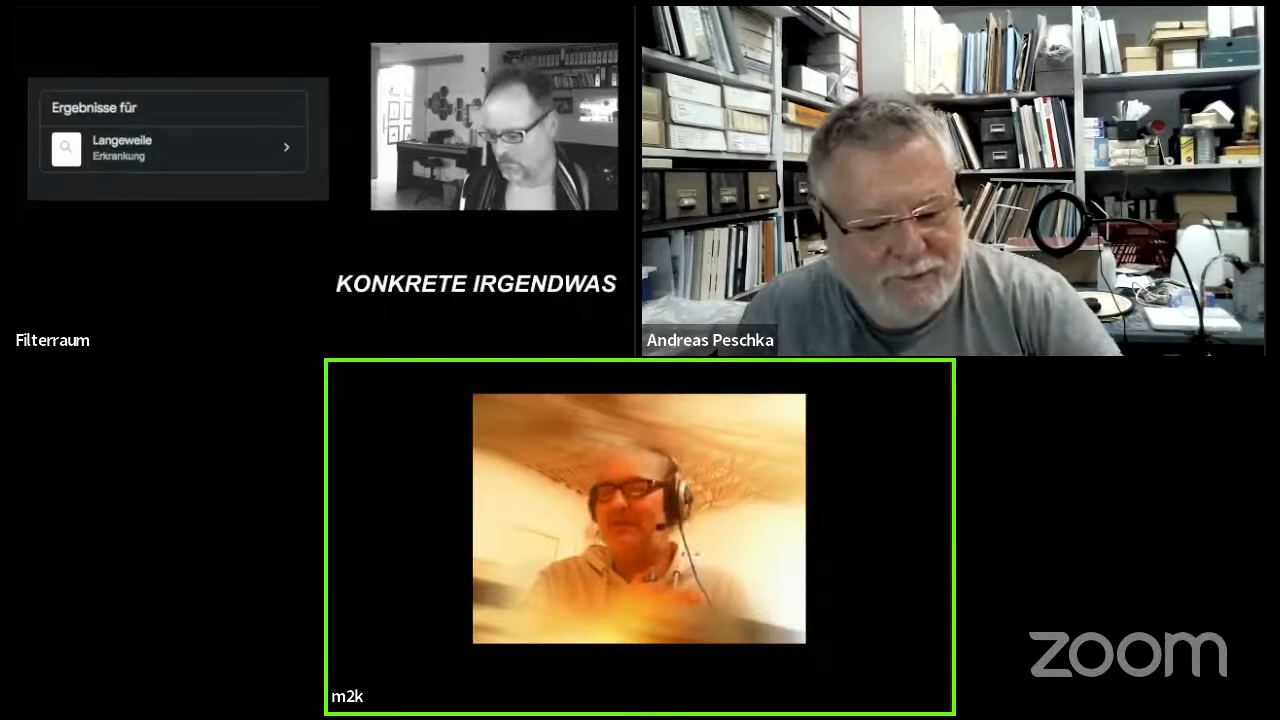 Ergebnisse für
Langeweile
Erkrankung
KONKRETE IRGENDWAS
Filterraum
Andreas Peschka
m2k
zoom